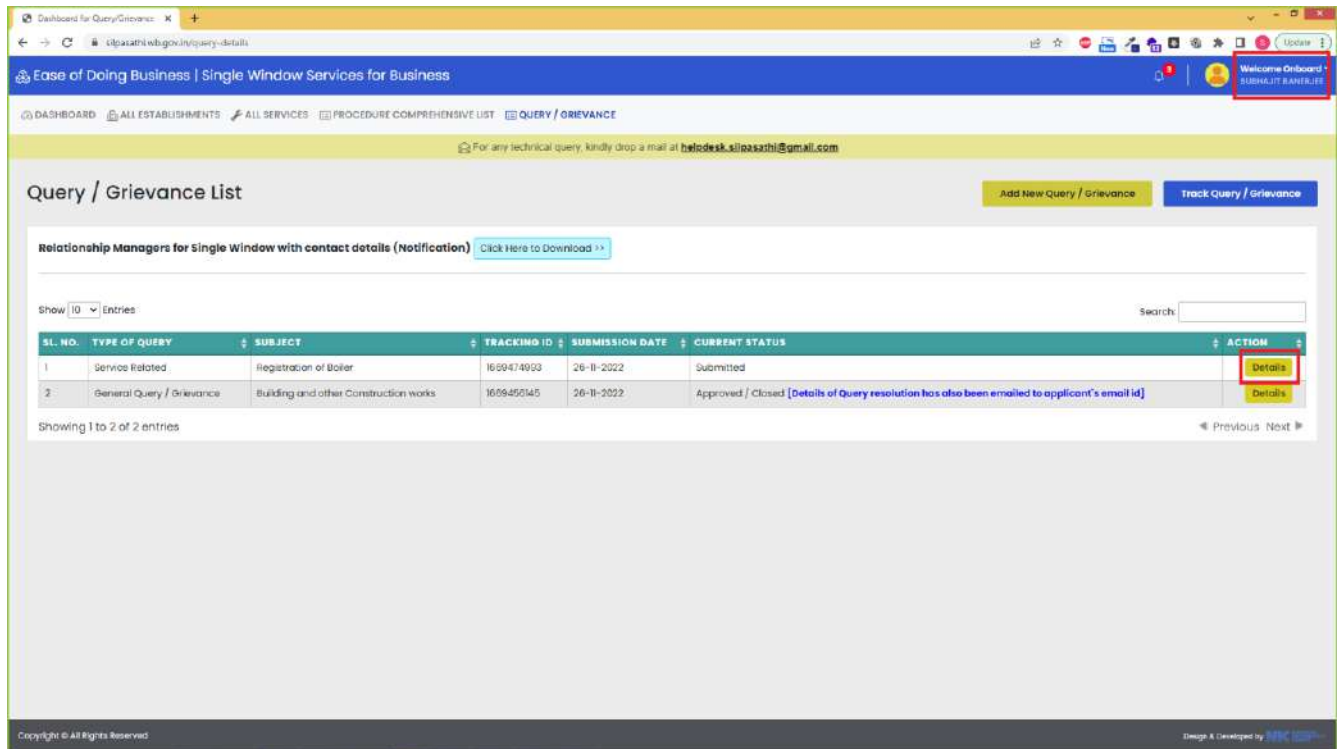 Dashboard for Query/Grievance
silpasathi.wb.gov.in/query-details
Update
Ease of Doing Business | Single Window Services for Business
3
Welcome Onboard
SUBHAJIT BANERJEE
DASHBOARD ALL ESTABLISHMENTS ALL SERVICES PROCEDURE COMPREHENSIVE LIST QUERY / GRIEVANCE
For any technical query, kindly drop a mail at helpdesk.silpasathi@gmail.com
Query / Grievance List
Add New Query / Grievance Track Query / Grievance
Relationship Managers for Single Window with contact details (Notification) Click Here to Download >>
Show 10 Entries Search:
SL. NO. TYPE OF QUERY SUBJECT TRACKING ID SUBMISSION DATE CURRENT STATUS ACTION
1 Service Related Registration of Boiler 1669474993 26-11-2022 Submitted Details
2 General Query / Grievance Building and other Construction works 1669456145 26-11-2022 Approved / Closed [Details of Query resolution has also been emailed to applicant's email id] Details
Showing 1 to 2 of 2 entries Previous Next
Copyright © All Rights Reserved Design & Developed by NIC